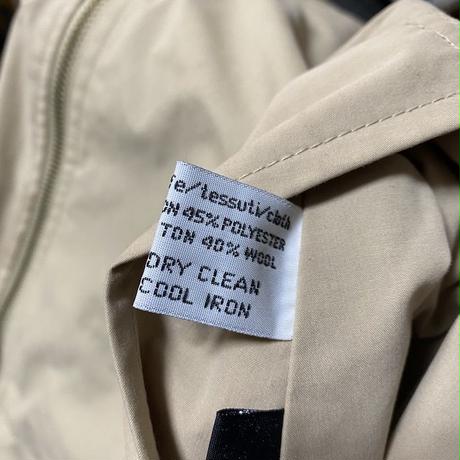 fe/tessuti/cloth
ON 45% POLYESTER
TON 40% WOOL
DRY CLEAN
COOL IRON